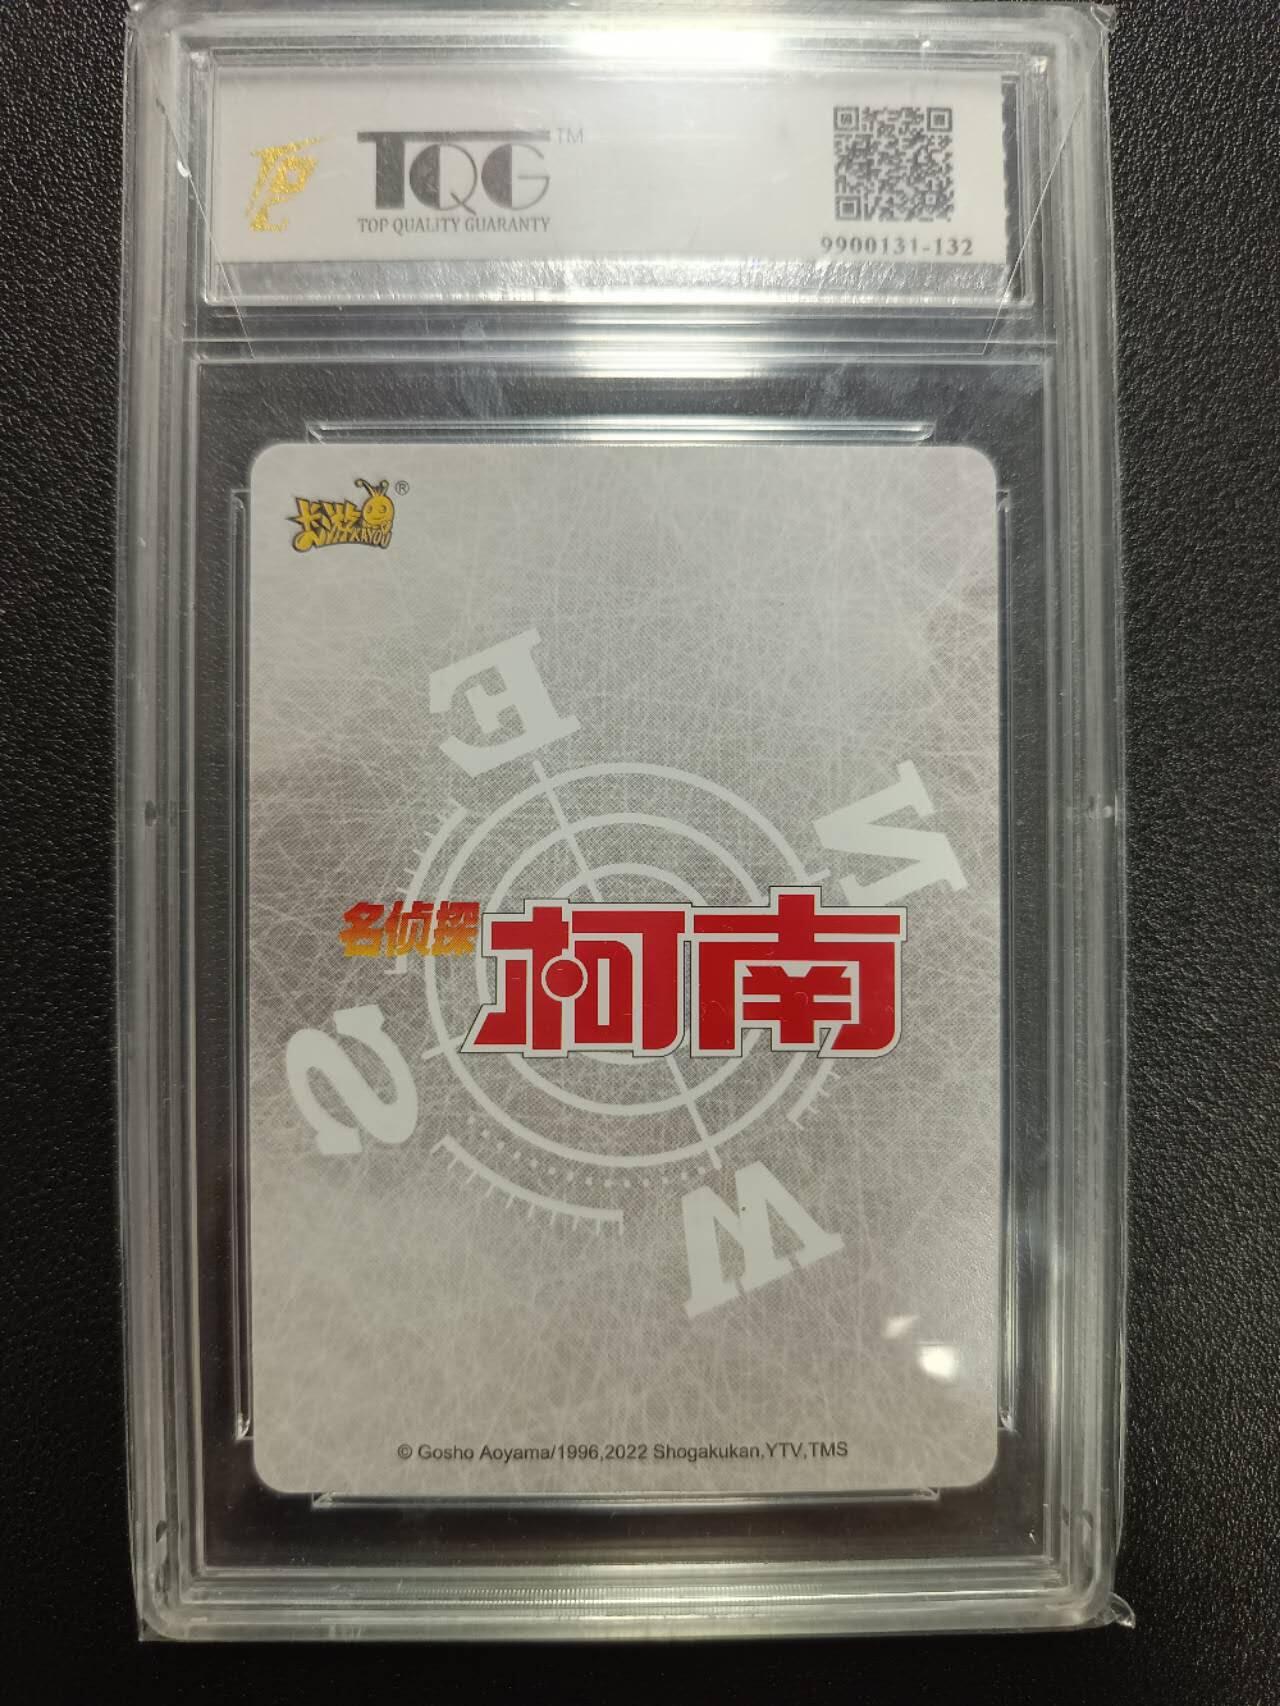 TQG™
TOP QUALITY GUARANTY
9900131-132
卡游®
KAYOU
E
N
名侦探
柯南
S
W
© Gosho Aoyama/1996,2022 Shogakukan,YTV,TMS